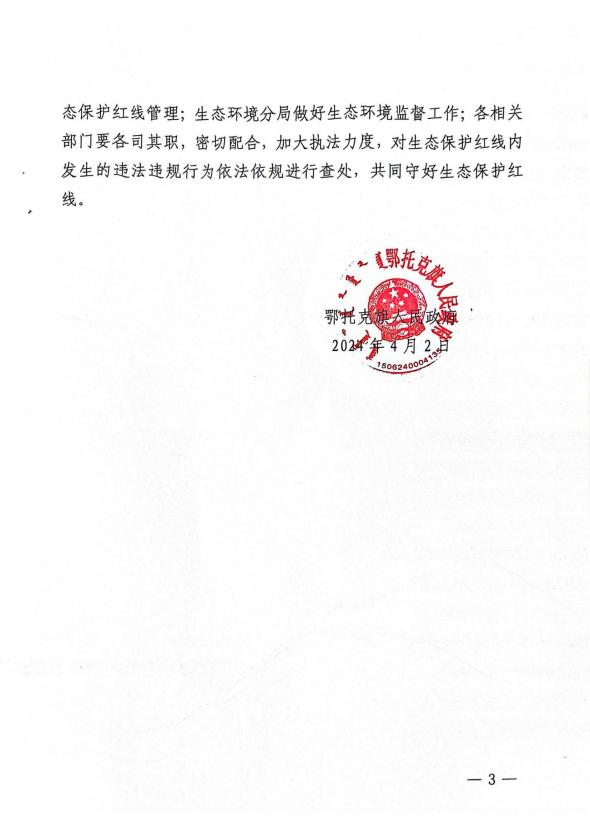 态保护红线管理；生态环境分局做好生态环境监督工作；各相关
部门要各司其职，密切配合，加大执法力度，对生态保护红线内
发生的违法违规行为依法依规进行查处，共同守好生态保护红
线。
鄂托克旗人民政府
鄂托克旗人民政府
2024年4月2日
1506240004135
— 3 —